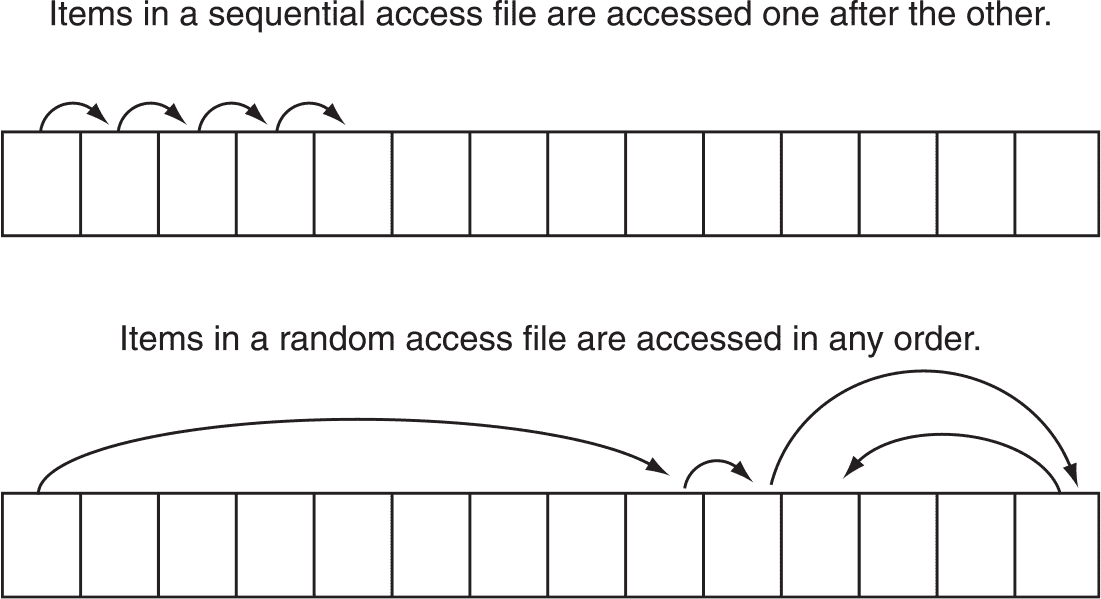 Items in a sequential access file are accessed one after the other.
Items in a random access file are accessed in any order.